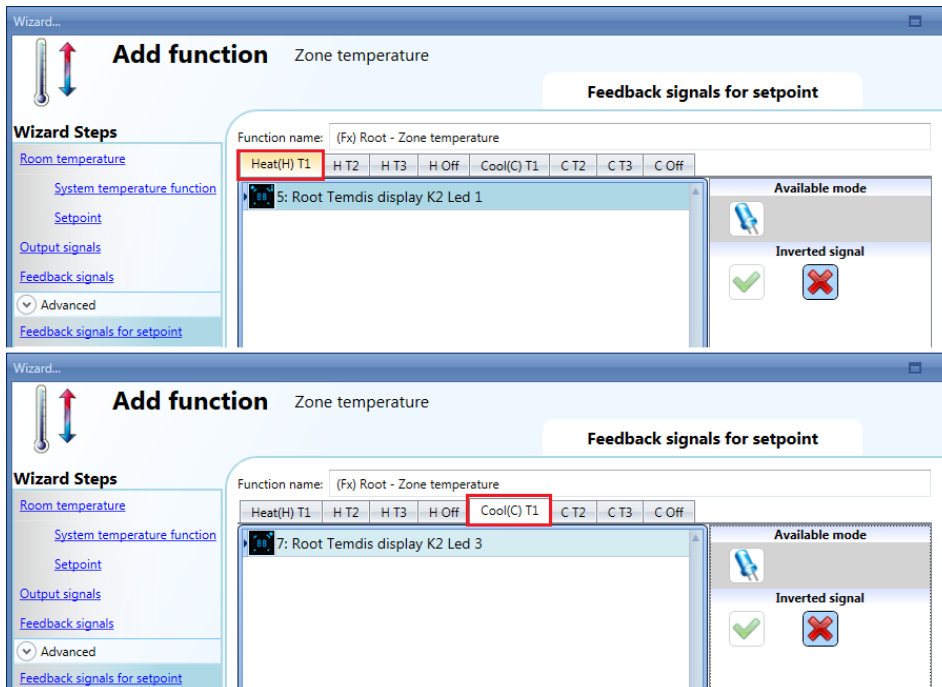 Wizard...
Add function Zone temperature
Feedback signals for setpoint
Wizard Steps
Function name: (Fx) Root - Zone temperature
Room temperature
Heat(H) T1 H T2 H T3 H Off Cool(C) T1 C T2 C T3 C Off
System temperature function
5: Root Temdis display K2 Led 1
Available mode
Setpoint
Output signals
Inverted signal
Feedback signals
Advanced
Feedback signals for setpoint
Wizard...
Add function Zone temperature
Feedback signals for setpoint
Wizard Steps
Function name: (Fx) Root - Zone temperature
Room temperature
Heat(H) T1 H T2 H T3 H Off Cool(C) T1 C T2 C T3 C Off
System temperature function
7: Root Temdis display K2 Led 3
Available mode
Setpoint
Output signals
Inverted signal
Feedback signals
Advanced
Feedback signals for setpoint